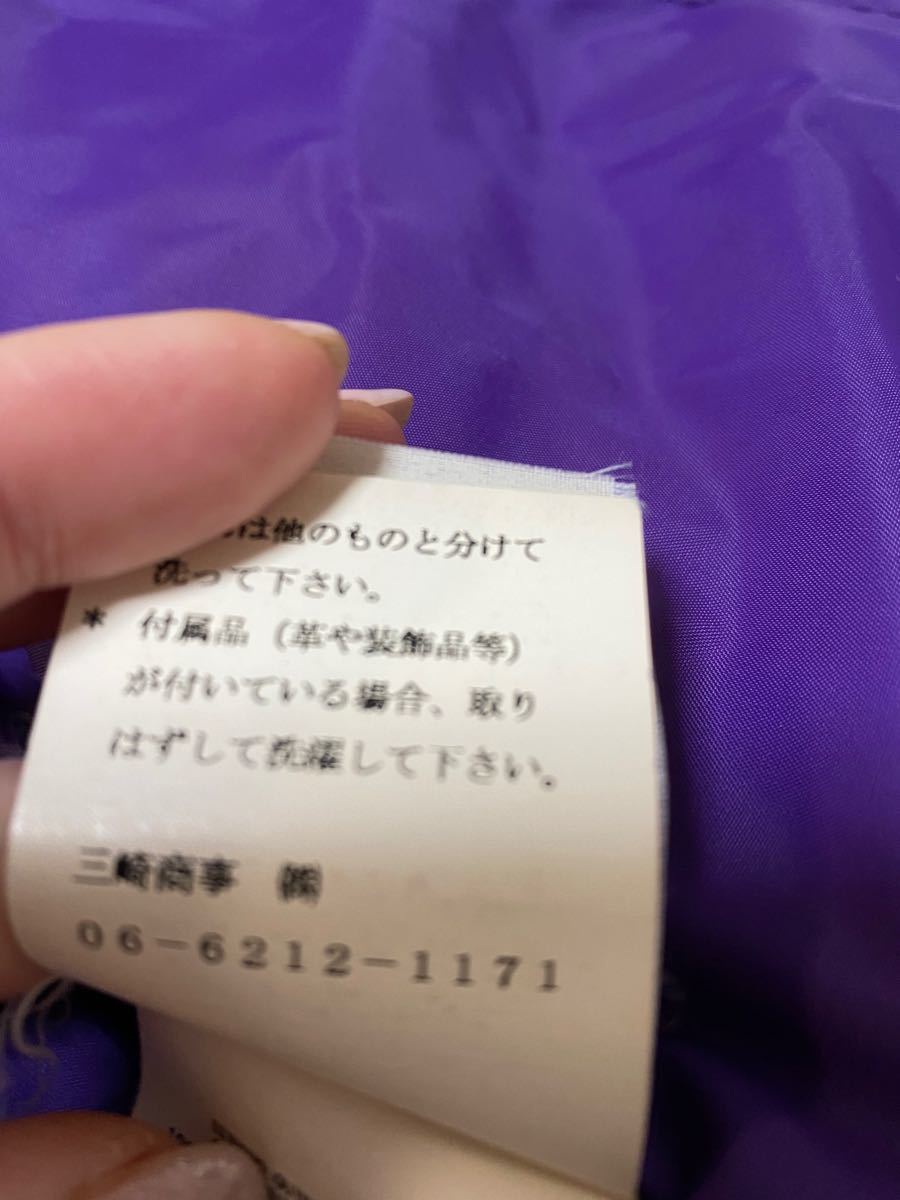 は他のものと分けて
洗って下さい。
* 付属品 (革や装飾品等)
が付いている場合、取り
はずして洗濯して下さい。
三崎商事 ㈱
06-6212-1171